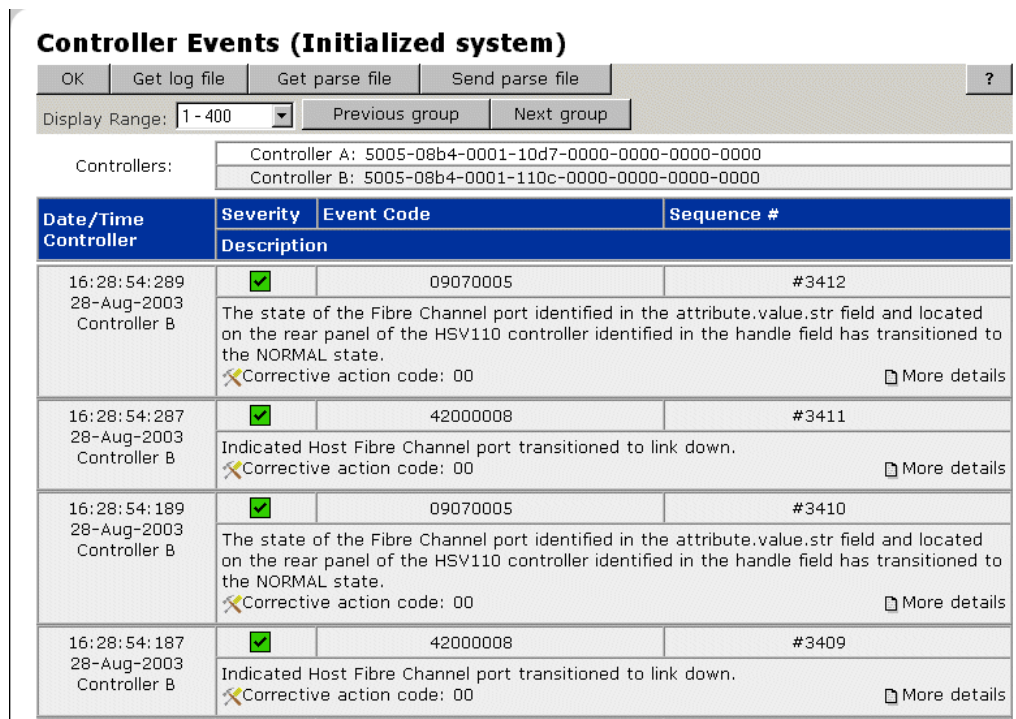 Controller Events (Initialized system)
OK Get log file Get parse file Send parse file ?
Display Range: 1 - 400 Previous group Next group
Controllers: Controller A: 5005-08b4-0001-10d7-0000-0000-0000-0000
Controller B: 5005-08b4-0001-110c-0000-0000-0000-0000
Date/Time Controller Severity Event Code Sequence #
Description
16:28:54:289
28-Aug-2003
Controller B
09070005 #3412
The state of the Fibre Channel port identified in the attribute.value.str field and located
on the rear panel of the HSV110 controller identified in the handle field has transitioned to
the NORMAL state.
Corrective action code: 00 More details
16:28:54:287
28-Aug-2003
Controller B
42000008 #3411
Indicated Host Fibre Channel port transitioned to link down.
Corrective action code: 00 More details
16:28:54:189
28-Aug-2003
Controller B
09070005 #3410
The state of the Fibre Channel port identified in the attribute.value.str field and located
on the rear panel of the HSV110 controller identified in the handle field has transitioned to
the NORMAL state.
Corrective action code: 00 More details
16:28:54:187
28-Aug-2003
Controller B
42000008 #3409
Indicated Host Fibre Channel port transitioned to link down.
Corrective action code: 00 More details